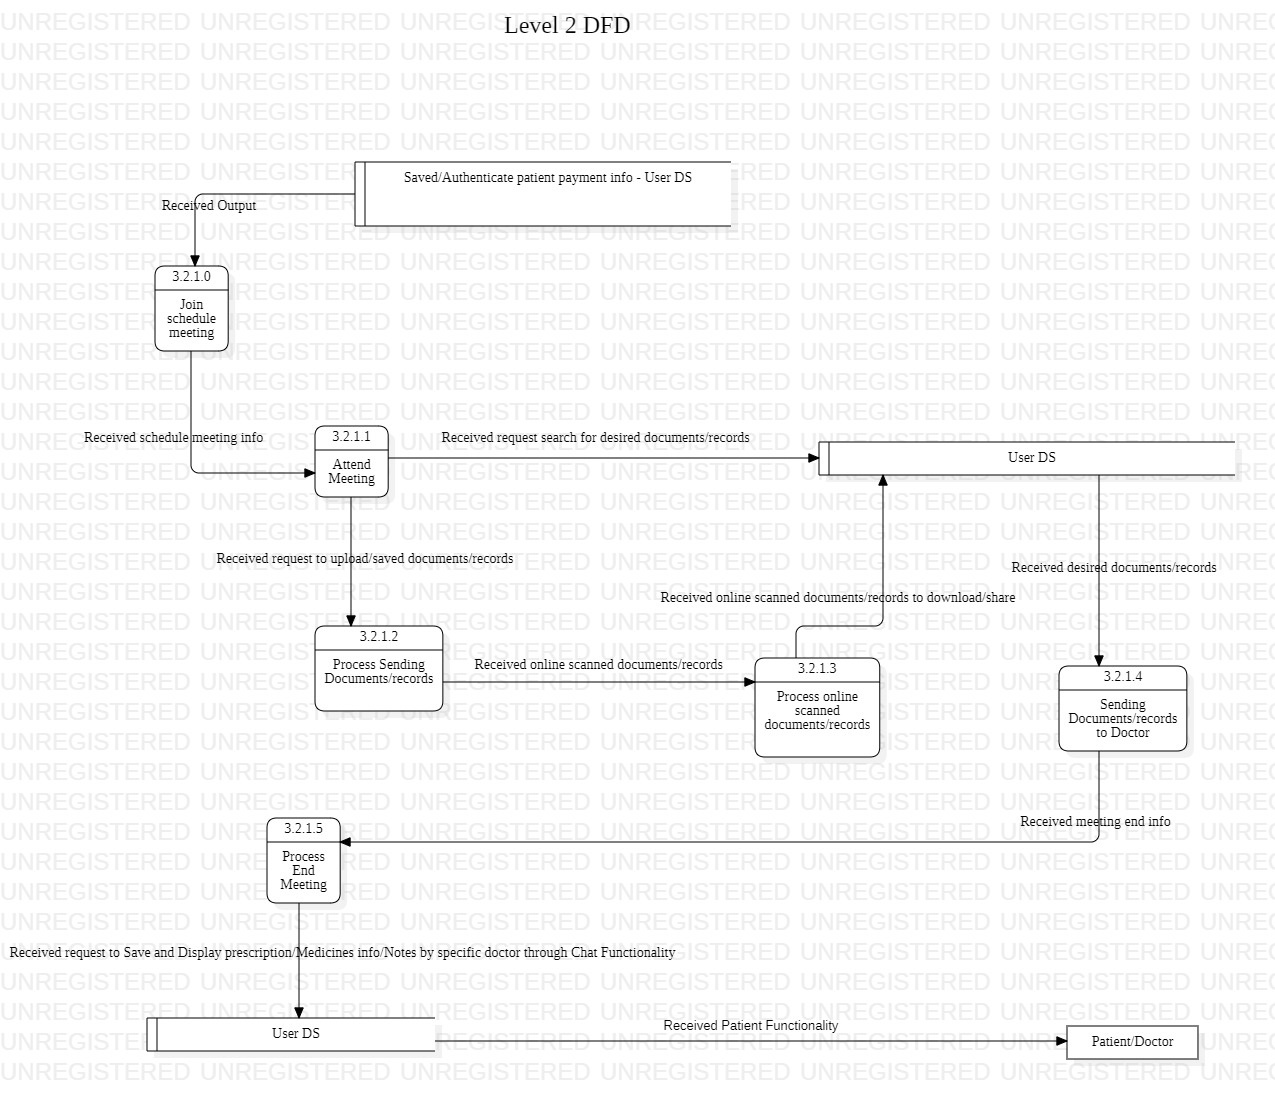 Level 2 DFD
Saved/Authenticate patient payment info - User DS
Received Output
3.2.1.0
Join
schedule
meeting
Received schedule meeting info
3.2.1.1
Attend
Meeting
Received request search for desired documents/records
User DS
Received request to upload/saved documents/records
Received desired documents/records
Received online scanned documents/records to download/share
3.2.1.2
Process Sending
Documents/records
Received online scanned documents/records
3.2.1.3
Process online
scanned
documents/records
3.2.1.4
Sending
Documents/records
to Doctor
Received meeting end info
3.2.1.5
Process
End
Meeting
Received request to Save and Display prescription/Medicines info/Notes by specific doctor through Chat Functionality
User DS
Received Patient Functionality
Patient/Doctor
UNREGISTERED